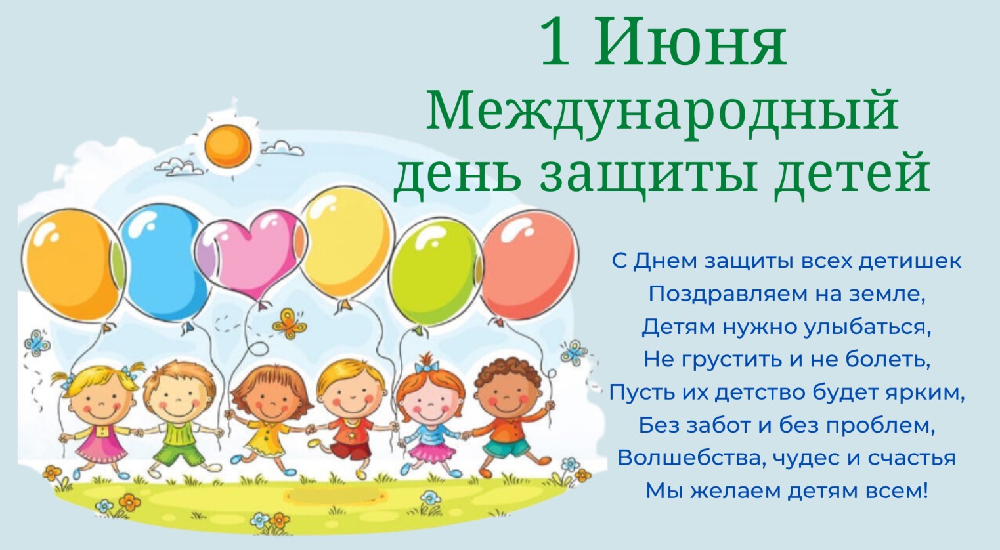 1 Июня
Международный
день защиты детей
С Днем защиты всех детишек
Поздравляем на земле,
Детям нужно улыбаться,
Не грустить и не болеть,
Пусть их детство будет ярким,
Без забот и без проблем,
Волшебства, чудес и счастья
Мы желаем детям всем!